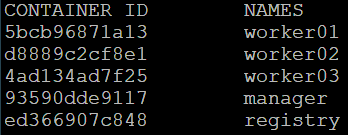 CONTAINER ID NAMES
5bcb96871a13 worker01
d8889c2cf8e1 worker02
4ad134ad7f25 worker03
93590dde9117 manager
ed366907c848 registry